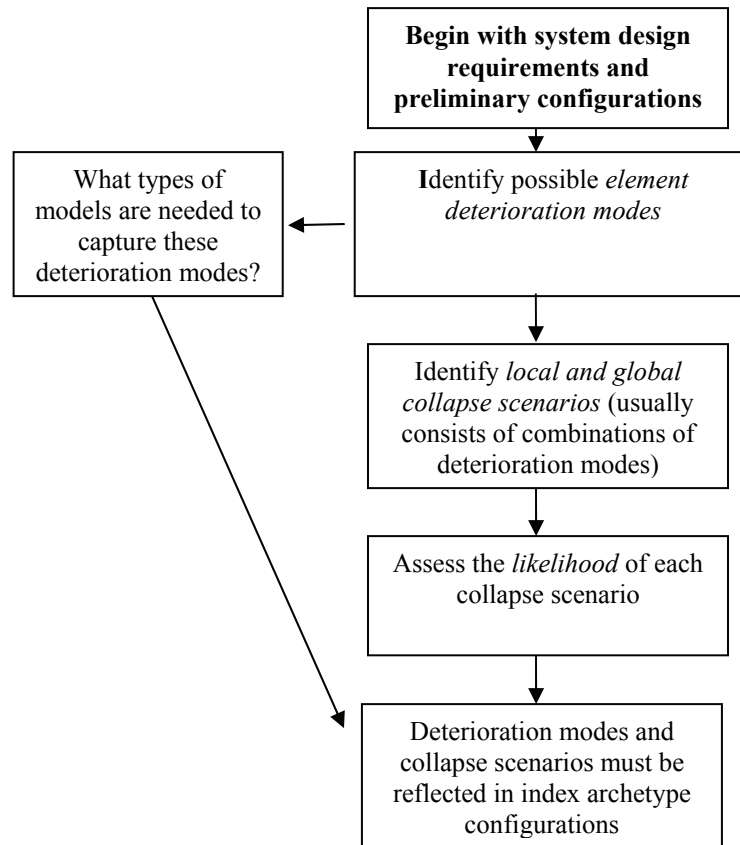 Begin with system design
requirements and
preliminary configurations
Identify possible element
deterioration modes
What types of
models are needed to
capture these
deterioration modes?
Identify local and global
collapse scenarios (usually
consists of combinations of
deterioration modes)
Assess the likelihood of each
collapse scenario
Deterioration modes and
collapse scenarios must be
reflected in index archetype
configurations